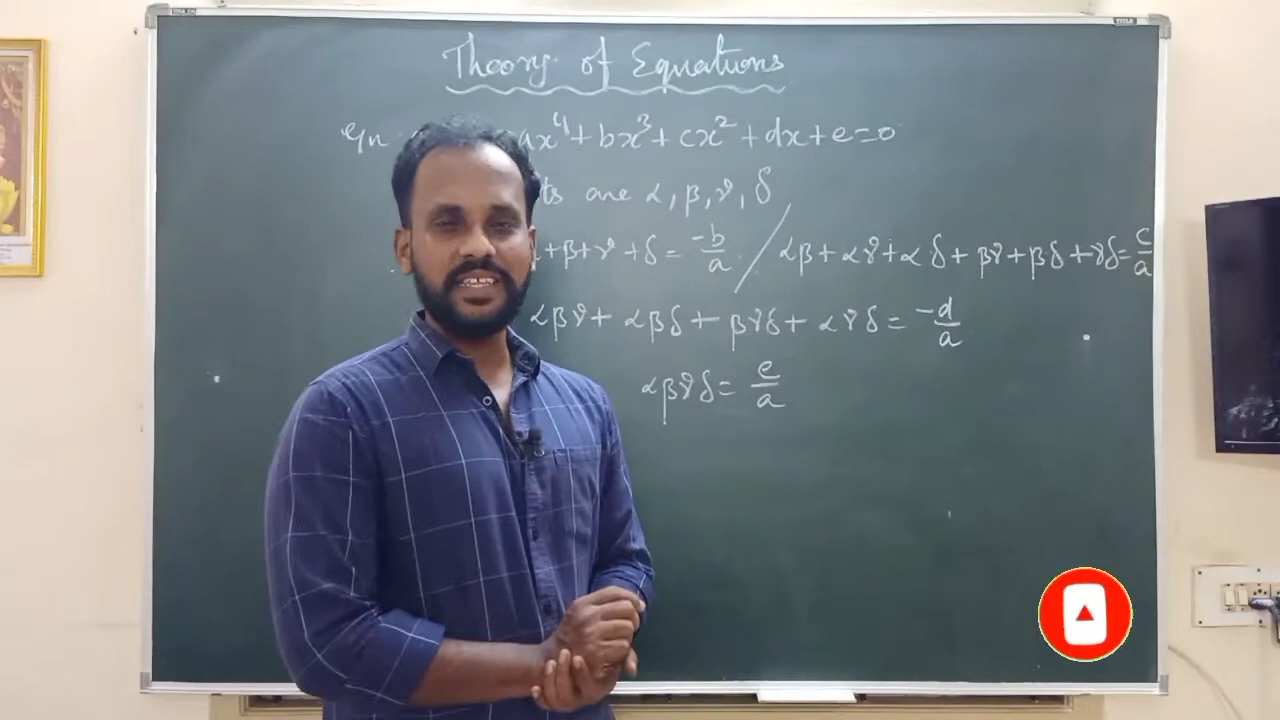 Theory of Equations
Gn ax⁴ + bx³ + cx² + dx + e = 0
ts are α, β, γ, δ
+ β + γ + δ = -b/a / αβ + αγ + αδ + βγ + βδ + γδ = c/a
αβγ + αβδ + βγδ + αγδ = -d/a
αβγδ = e/a